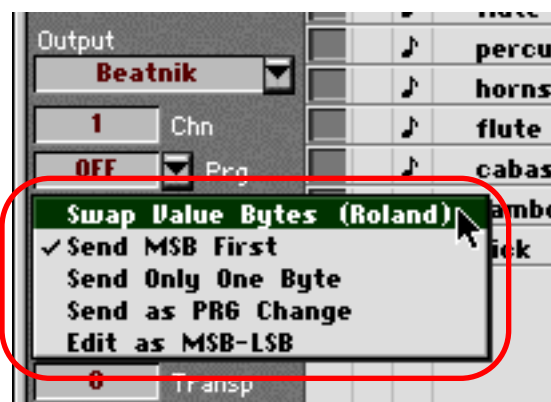 Output
Beatnik
1 Chn
OFF Prg
Swap Value Bytes (Roland)
✓ Send MSB First
Send Only One Byte
Send as PRG Change
Edit as MSB-LSB
0 Transp
flute
percu
horns
flute
cabas
ambo
ick